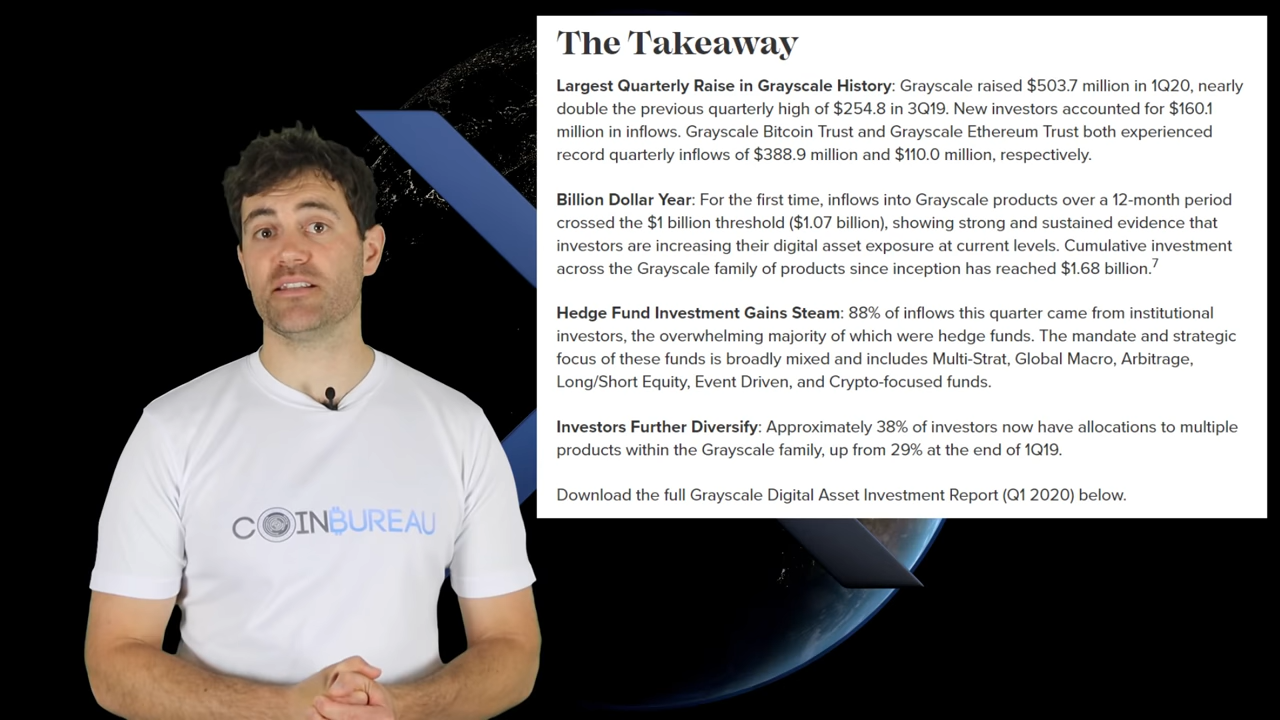 The Takeaway
Largest Quarterly Raise in Grayscale History: Grayscale raised $503.7 million in 1Q20, nearly
double the previous quarterly high of $254.8 in 3Q19. New investors accounted for $160.1
million in inflows. Grayscale Bitcoin Trust and Grayscale Ethereum Trust both experienced
record quarterly inflows of $388.9 million and $110.0 million, respectively.
Billion Dollar Year: For the first time, inflows into Grayscale products over a 12-month period
crossed the $1 billion threshold ($1.07 billion), showing strong and sustained evidence that
investors are increasing their digital asset exposure at current levels. Cumulative investment
across the Grayscale family of products since inception has reached $1.68 billion.7
Hedge Fund Investment Gains Steam: 88% of inflows this quarter came from institutional
investors, the overwhelming majority of which were hedge funds. The mandate and strategic
focus of these funds is broadly mixed and includes Multi-Strat, Global Macro, Arbitrage,
Long/Short Equity, Event Driven, and Crypto-focused funds.
Investors Further Diversify: Approximately 38% of investors now have allocations to multiple
products within the Grayscale family, up from 29% at the end of 1Q19.
Download the full Grayscale Digital Asset Investment Report (Q1 2020) below.
COINBUREAU